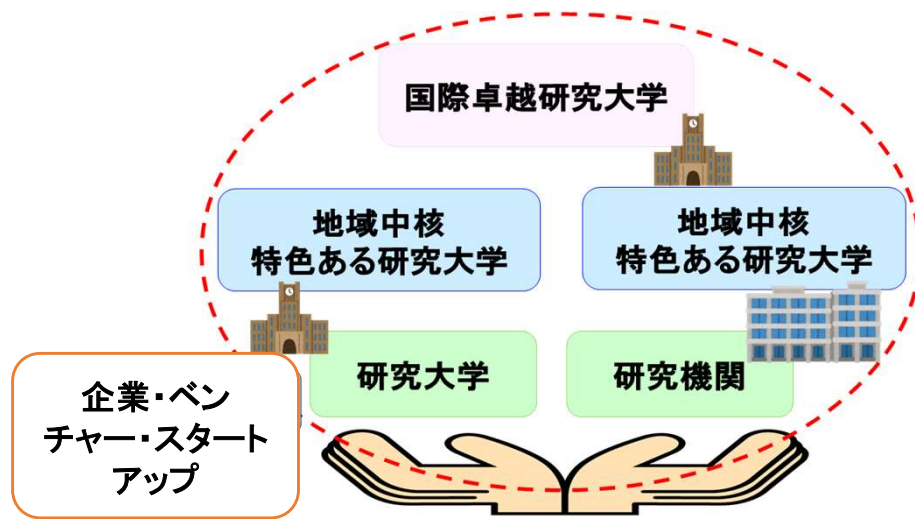 国際卓越研究大学
地域中核
特色ある研究大学
地域中核
特色ある研究大学
研究大学
研究機関
企業・ベン
チャー・スタート
アップ